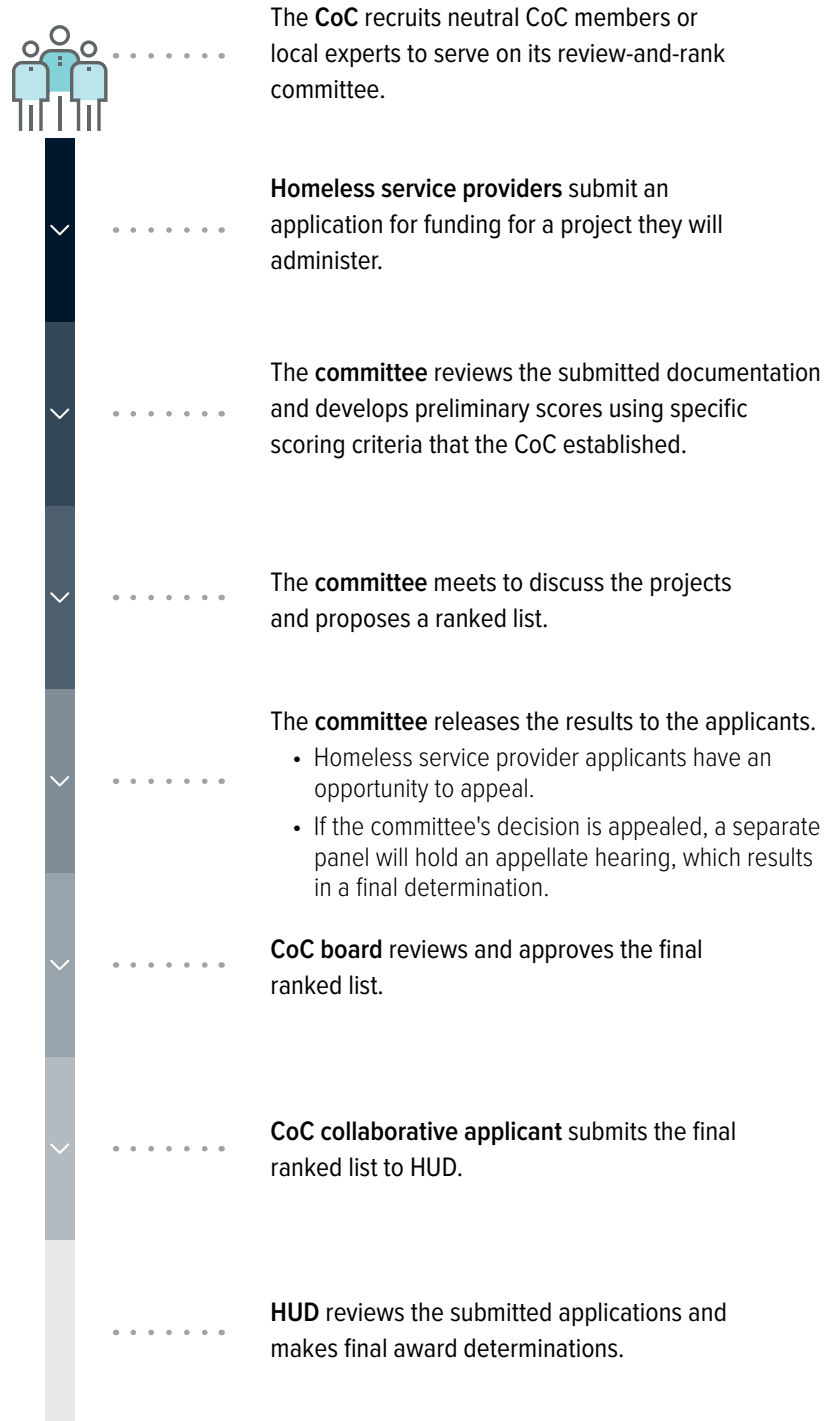 The CoC recruits neutral CoC members or
local experts to serve on its review-and-rank
committee.
Homeless service providers submit an
application for funding for a project they will
administer.
The committee reviews the submitted documentation
and develops preliminary scores using specific
scoring criteria that the CoC established.
The committee meets to discuss the projects
and proposes a ranked list.
The committee releases the results to the applicants.
• Homeless service provider applicants have an
opportunity to appeal.
• If the committee's decision is appealed, a separate
panel will hold an appellate hearing, which results
in a final determination.
CoC board reviews and approves the final
ranked list.
CoC collaborative applicant submits the final
ranked list to HUD.
HUD reviews the submitted applications and
makes final award determinations.